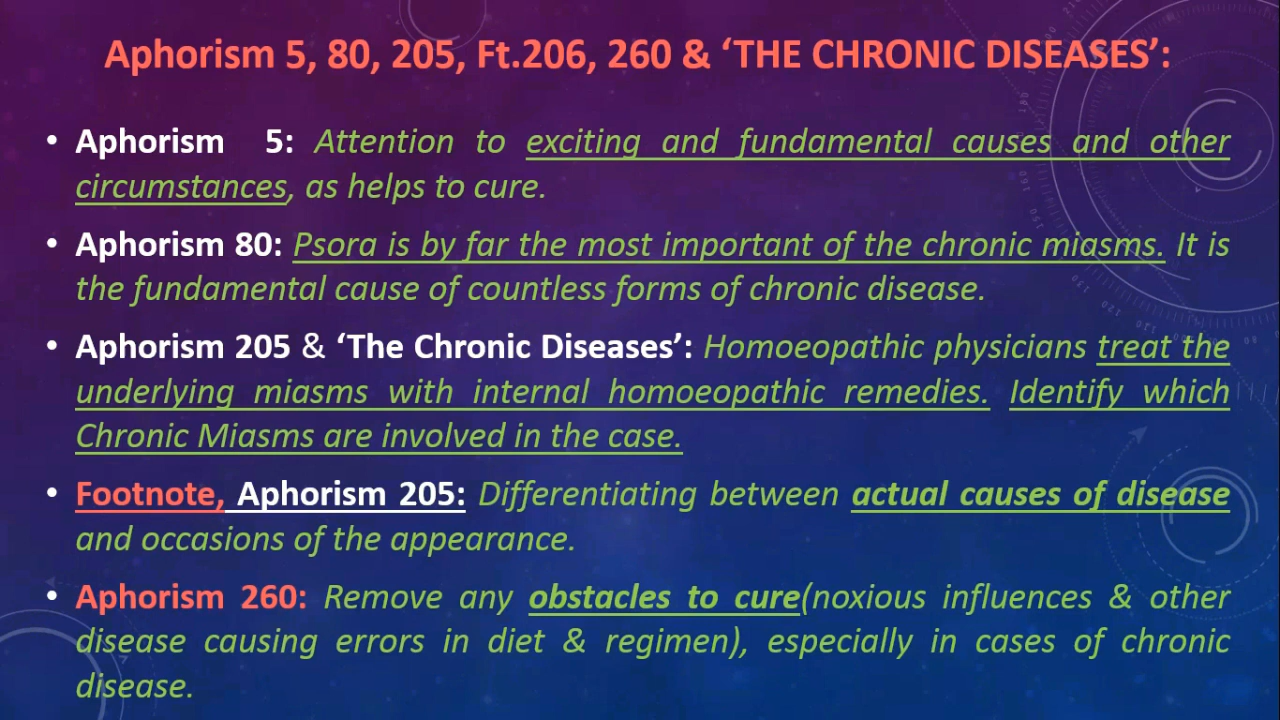 Aphorism 5, 80, 205, Ft.206, 260 & ‘THE CHRONIC DISEASES’:
• Aphorism 5: Attention to exciting and fundamental causes and other
circumstances, as helps to cure.
• Aphorism 80: Psora is by far the most important of the chronic miasms. It is
the fundamental cause of countless forms of chronic disease.
• Aphorism 205 & ‘The Chronic Diseases’: Homoeopathic physicians treat the
underlying miasms with internal homoeopathic remedies. Identify which
Chronic Miasms are involved in the case.
• Footnote, Aphorism 205: Differentiating between actual causes of disease
and occasions of the appearance.
• Aphorism 260: Remove any obstacles to cure(noxious influences & other
disease causing errors in diet & regimen), especially in cases of chronic
disease.